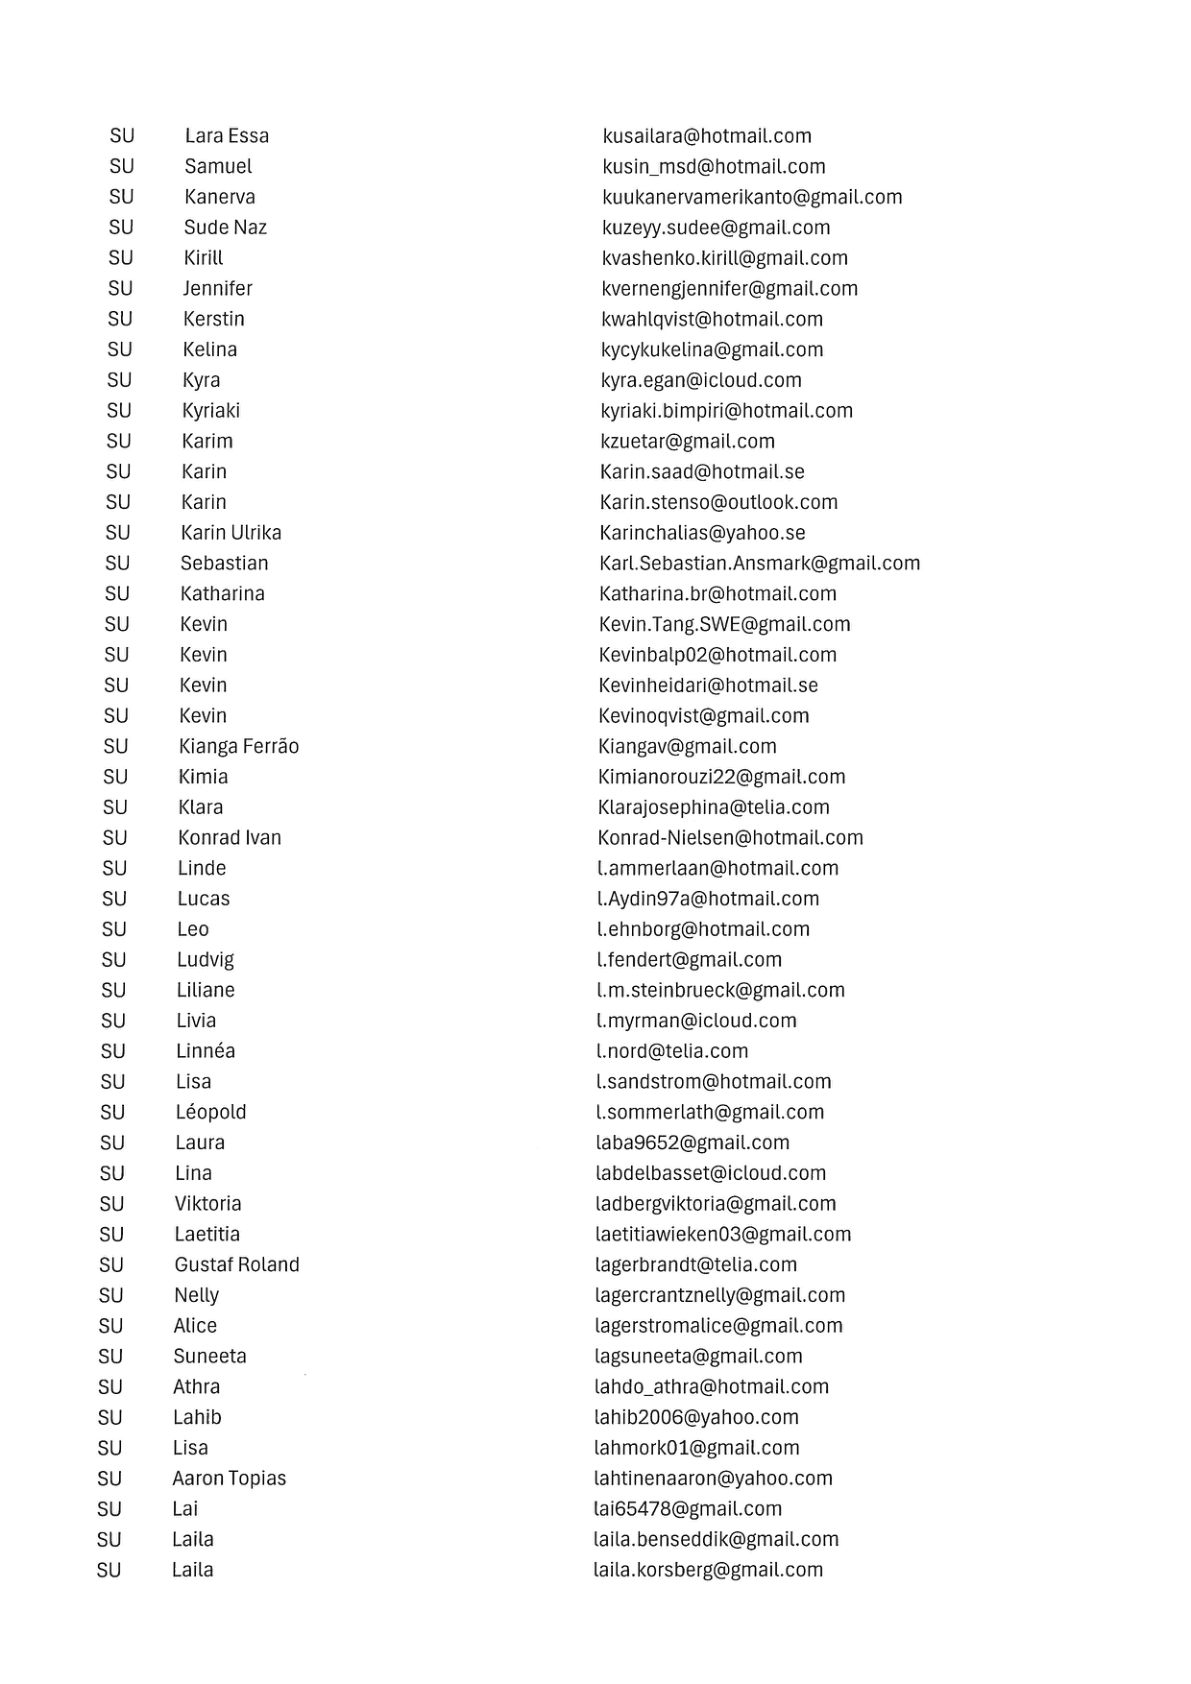 SU Lara Essa kusailara@hotmail.com
SU Samuel kusin_msd@hotmail.com
SU Kanerva kuukanervamerikanto@gmail.com
SU Sude Naz kuzeyy.sudee@gmail.com
SU Kirill kvashenko.kirill@gmail.com
SU Jennifer kvernengjennifer@gmail.com
SU Kerstin kwahlqvist@hotmail.com
SU Kelina kycykukelina@gmail.com
SU Kyra kyra.egan@icloud.com
SU Kyriaki kyriaki.bimpiri@hotmail.com
SU Karim kzuetar@gmail.com
SU Karin Karin.saad@hotmail.se
SU Karin Karin.stenso@outlook.com
SU Karin Ulrika Karinchalias@yahoo.se
SU Sebastian Karl.Sebastian.Ansmark@gmail.com
SU Katharina Katharina.br@hotmail.com
SU Kevin Kevin.Tang.SWE@gmail.com
SU Kevin Kevinbalp02@hotmail.com
SU Kevin Kevinheidari@hotmail.se
SU Kevin Kevinoqvist@gmail.com
SU Kianga Ferrão Kiangav@gmail.com
SU Kimia Kimianorouzi22@gmail.com
SU Klara Klarajosephina@telia.com
SU Konrad Ivan Konrad-Nielsen@hotmail.com
SU Linde l.ammerlaan@hotmail.com
SU Lucas l.Aydin97a@hotmail.com
SU Leo l.ehnborg@hotmail.com
SU Ludvig l.fendert@gmail.com
SU Liliane l.m.steinbrueck@gmail.com
SU Livia l.myrman@icloud.com
SU Linnéa l.nord@telia.com
SU Lisa l.sandstrom@hotmail.com
SU Léopold l.sommerlath@gmail.com
SU Laura laba9652@gmail.com
SU Lina labdelbasset@icloud.com
SU Viktoria ladbergviktoria@gmail.com
SU Laetitia laetitiawieken03@gmail.com
SU Gustaf Roland lagerbrandt@telia.com
SU Nelly lagercrantznelly@gmail.com
SU Alice lagerstromalice@gmail.com
SU Suneeta lagsuneeta@gmail.com
SU Athra lahdo_athra@hotmail.com
SU Lahib lahib2006@yahoo.com
SU Lisa lahmork01@gmail.com
SU Aaron Topias lahtinenaaron@yahoo.com
SU Lai lai65478@gmail.com
SU Laila laila.benseddik@gmail.com
SU Laila laila.korsberg@gmail.com